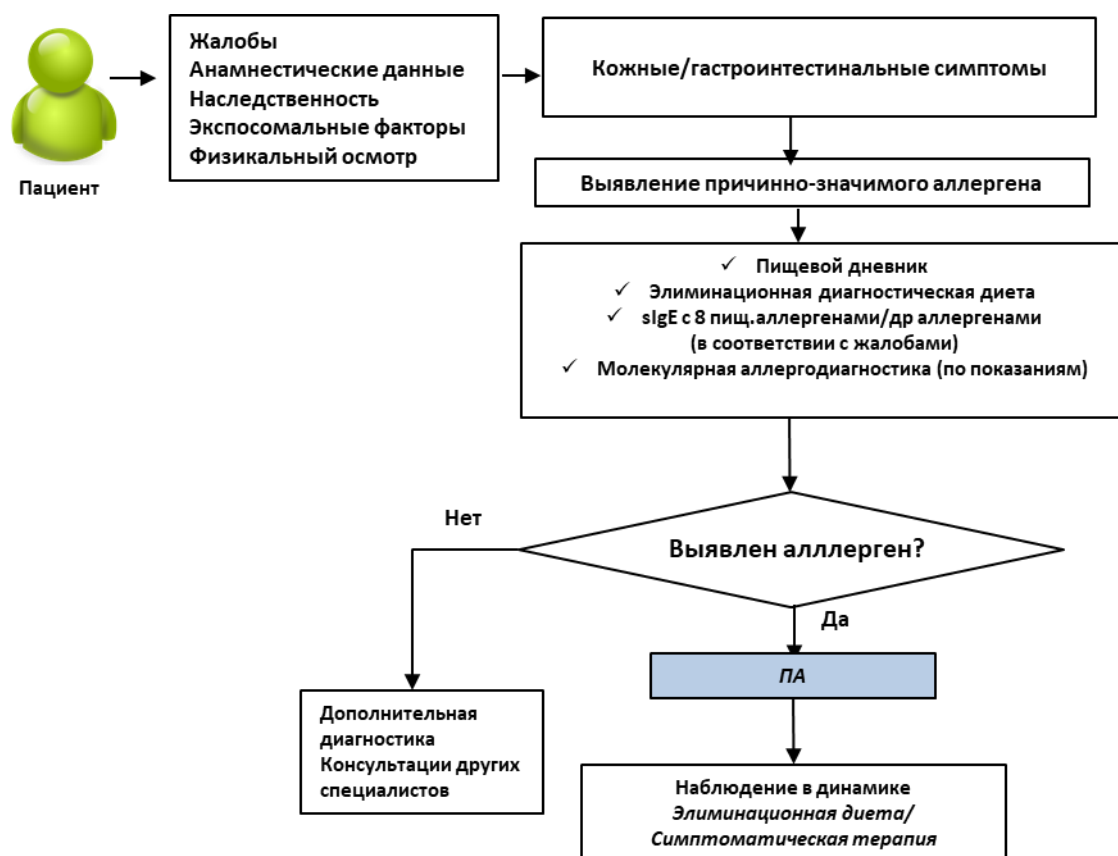 Пациент
Жалобы
Анамнестические данные
Наследственность
Экспосомальные факторы
Физикальный осмотр
Кожные/гастроинтестинальные симптомы
Выявление причинно-значимого аллергена
✓ Пищевой дневник
✓ Элиминационная диагностическая диета
✓ sIgE с 8 пищ.аллергенами/др аллергенами
(в соответствии с жалобами)
✓ Молекулярная аллергодиагностика (по показаниям)
Выявлен алллерген?
Нет
Да
Дополнительная
диагностика
Консультации других
специалистов
ПА
Наблюдение в динамике
Элиминационная диета/
Симптоматическая терапия